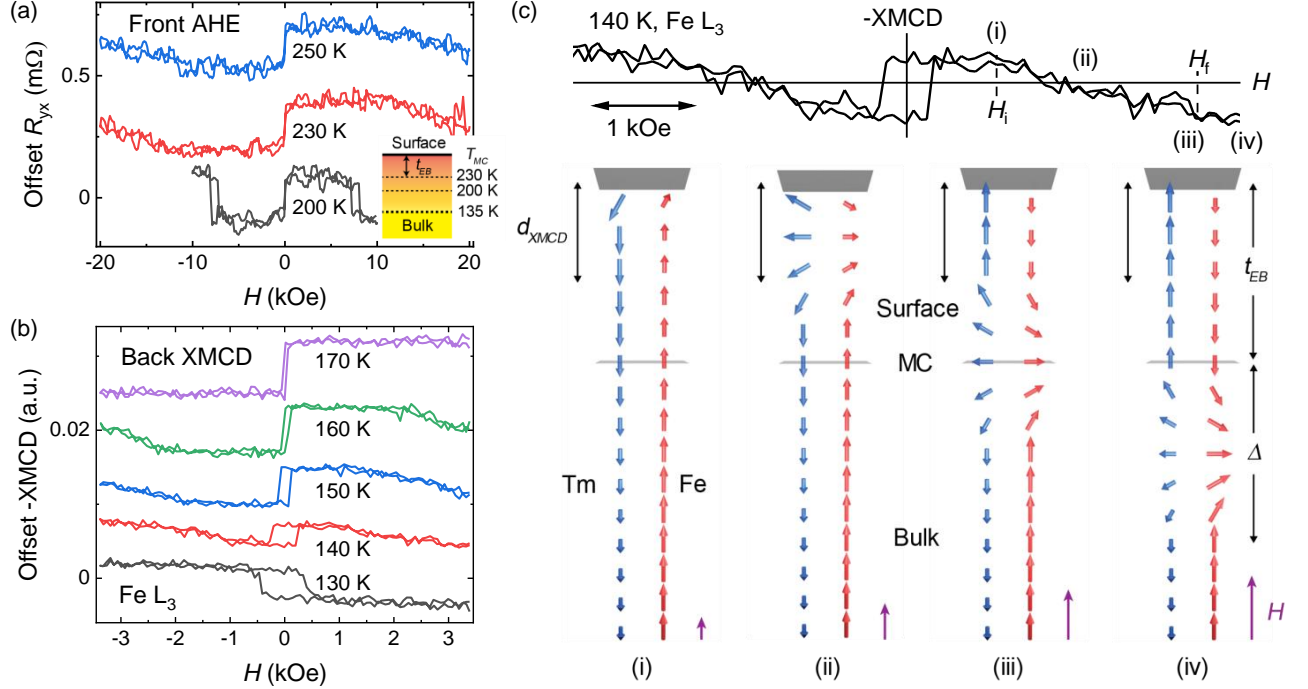 (a)
Front AHE
250 K
230 K
200 K
0.5
0
Offset R_yx (mΩ)
-20 -10 0 10 20
H (kOe)
Surface
t_EB
T_MC
230 K
200 K
135 K
Bulk
(b)
Back XMCD
170 K
160 K
150 K
140 K
130 K
Fe L₃
0.02
0
Offset -XMCD (a.u.)
-3 -2 -1 0 1 2 3
H (kOe)
(c)
140 K, Fe L₃
-XMCD
(i)
(ii)
H_f
H
H_i
1 kOe
(iii)
(iv)
d_XMCD
t_EB
Surface
MC
Tm
Fe
Δ
Bulk
H
(i)
(ii)
(iii)
(iv)